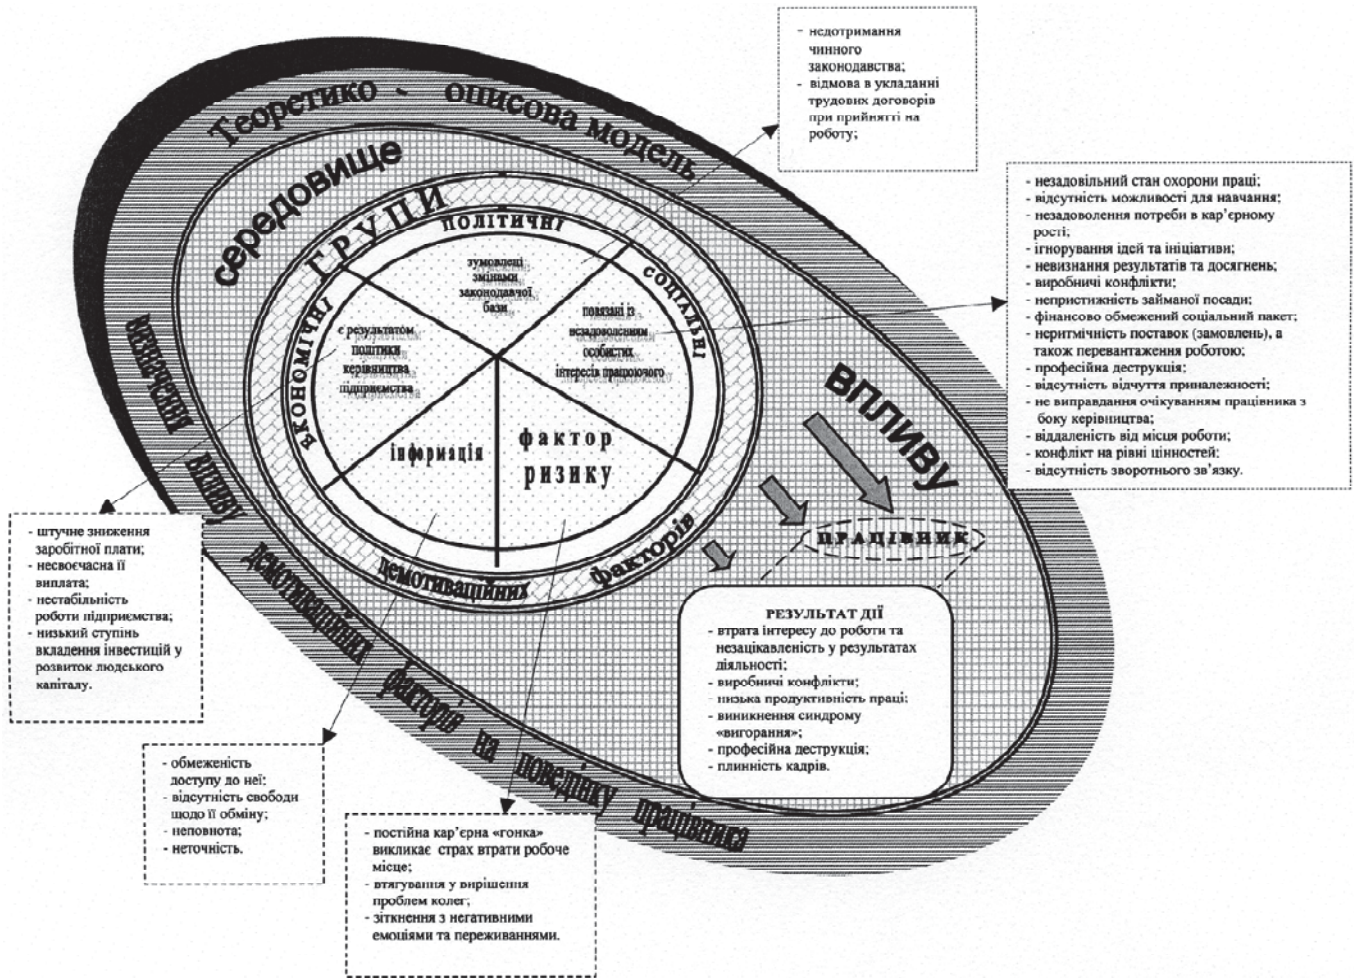 Теоретико - описова модель
визначення впливу демотиваційних факторів на поведінку працівника
середовище
ВПЛИВУ
ГРУПИ
демотиваційних
факторів
ПОЛІТИЧНІ
зумовлені
змінами
законодавчої
бази
СОЦІАЛЬНІ
повязані із
незадоволенням
особистих
інтересів працюючого
ЕКОНОМІЧНІ
є результатом
політики
керівництва
підприємства
інформація
фактор
ризику
- недотримання
чинного
законодавства;
- відмова в укладанні
трудових договорів
при прийнятті на
роботу;
- незадовільний стан охорони праці;
- відсутність можливості для навчання;
- незадоволення потреби в кар’єрному
рості;
- ігнорування ідей та ініціативи;
- невизнання результатів та досягнень;
- виробничі конфлікти;
- непристижність займаної посади;
- фінансово обмежений соціальний пакет;
- неритмічність поставок (замовлень), а
також перевантаження роботою;
- професійна деструкція;
- відсутність відчуття приналежності;
- не виправдання очікуванням працівника з
боку керівництва;
- віддаленість від місця роботи;
- конфлікт на рівні цінностей;
- відсутність зворотнього зв’язку.
ПРАЦІВНИК
РЕЗУЛЬТАТ ДІЇ
- втрата інтересу до роботи та
незацікавленість у результатах
діяльності;
- виробничі конфлікти;
- низька продуктивність праці;
- виникнення синдрому
«вигорання»;
- професійна деструкція;
- плинність кадрів.
- штучне зниження
заробітної плати;
- несвоєчасна її
виплата;
- нестабільність
роботи підприємства;
- низький ступінь
вкладення інвестицій у
розвиток людського
капіталу.
- обмеженість
доступу до неї;
- відсутність свободи
щодо її обміну;
- неповнота;
- неточність.
- постійна кар’єрна «гонка»
викликає страх втрати робоче
місце;
- втягування у вирішення
проблем колег;
- зіткнення з негативними
емоціями та переживаннями.